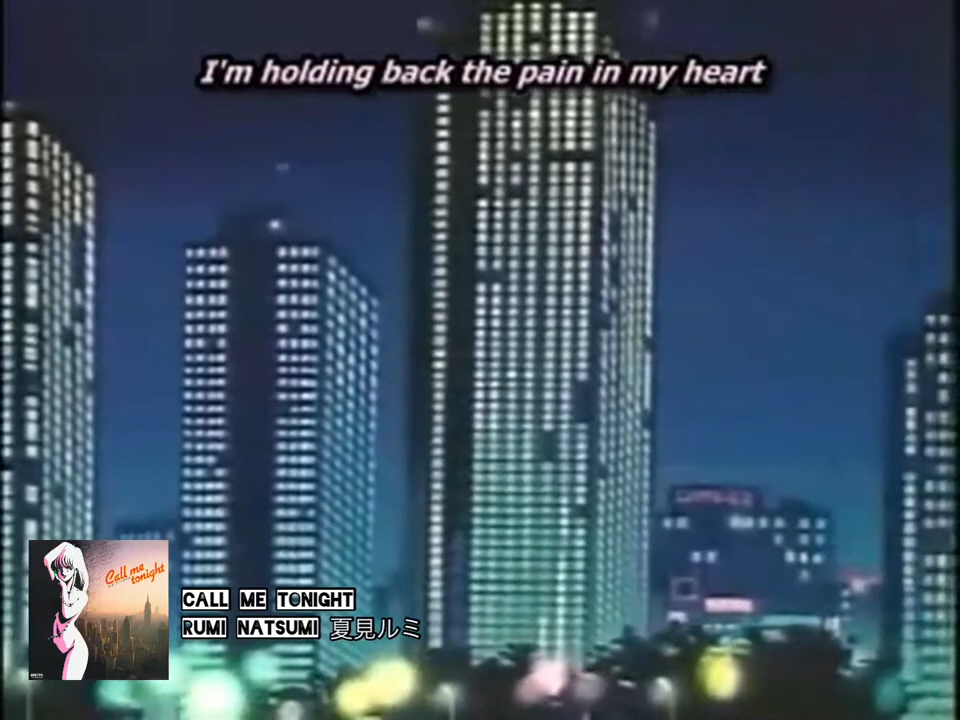 I'm holding back the pain in my heart
Call me
tonight
CALL ME TONIGHT
RUMI NATSUMI 夏見ルミ